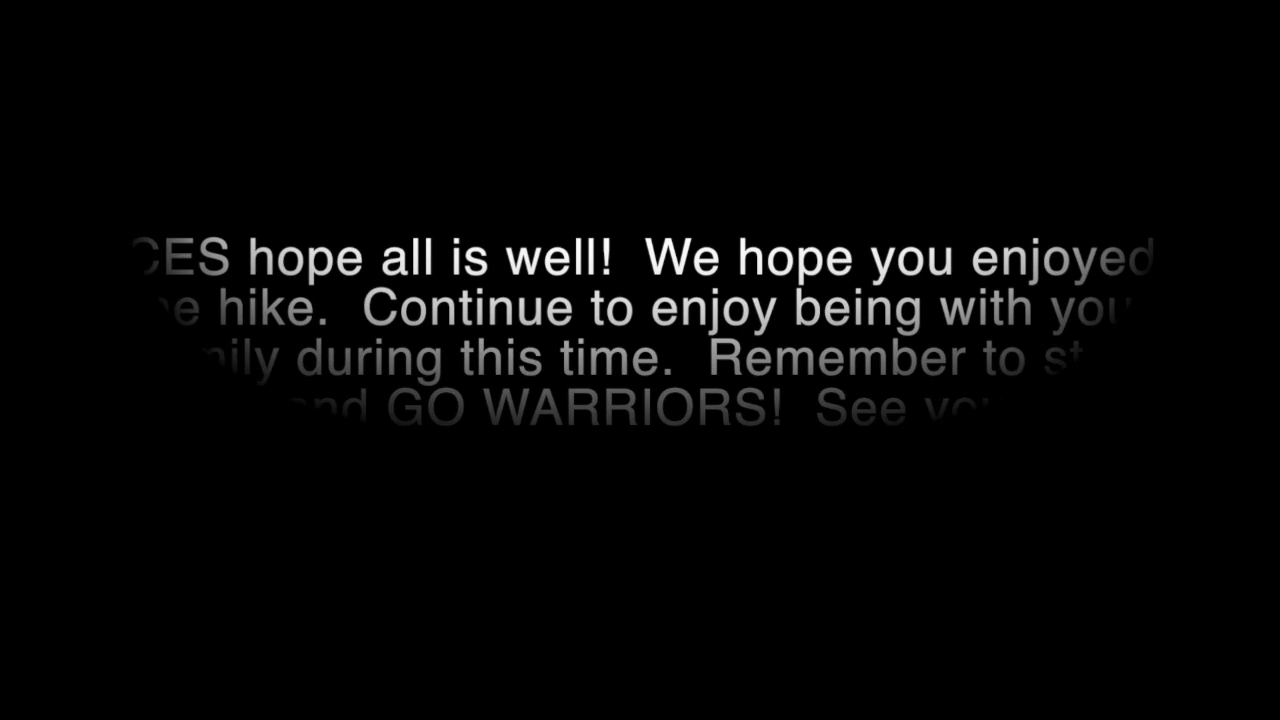 CES hope all is well!  We hope you enjoyed
hike.  Continue to enjoy being with
during this time.  Remember to
and GO WARRIORS!  See